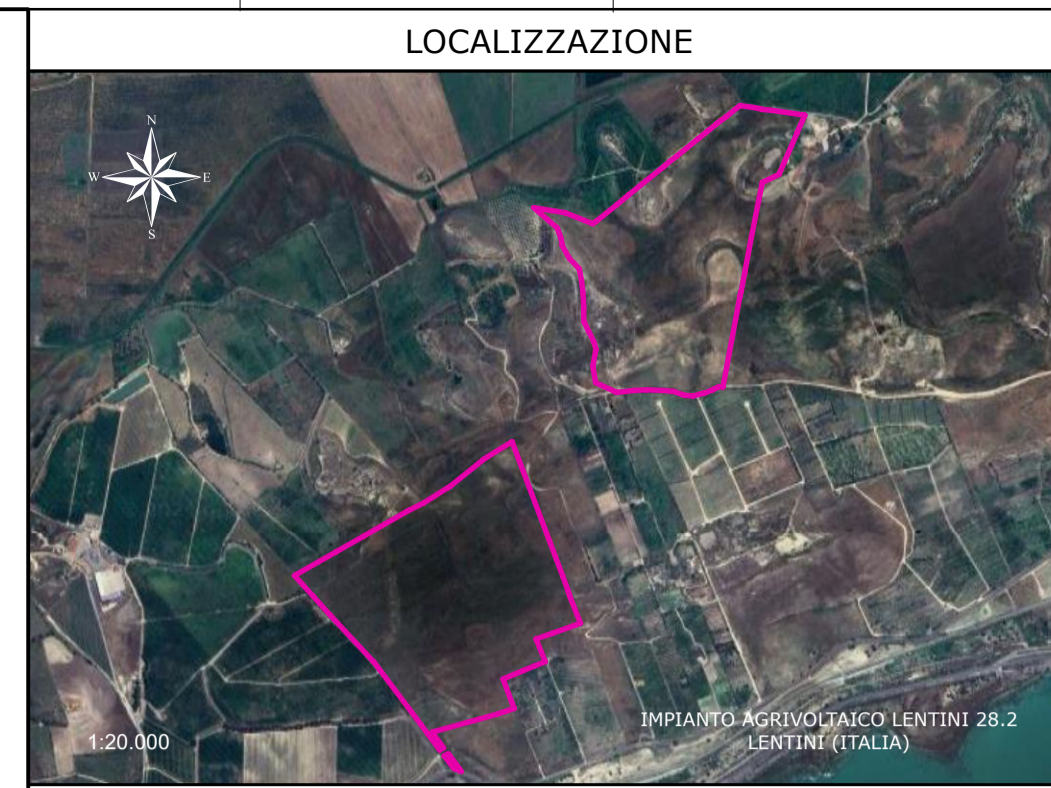 LOCALIZZAZIONE
N
W E
S
1:20.000
IMPIANTO AGRIVOLTAICO LENTINI 28.2
LENTINI (ITALIA)